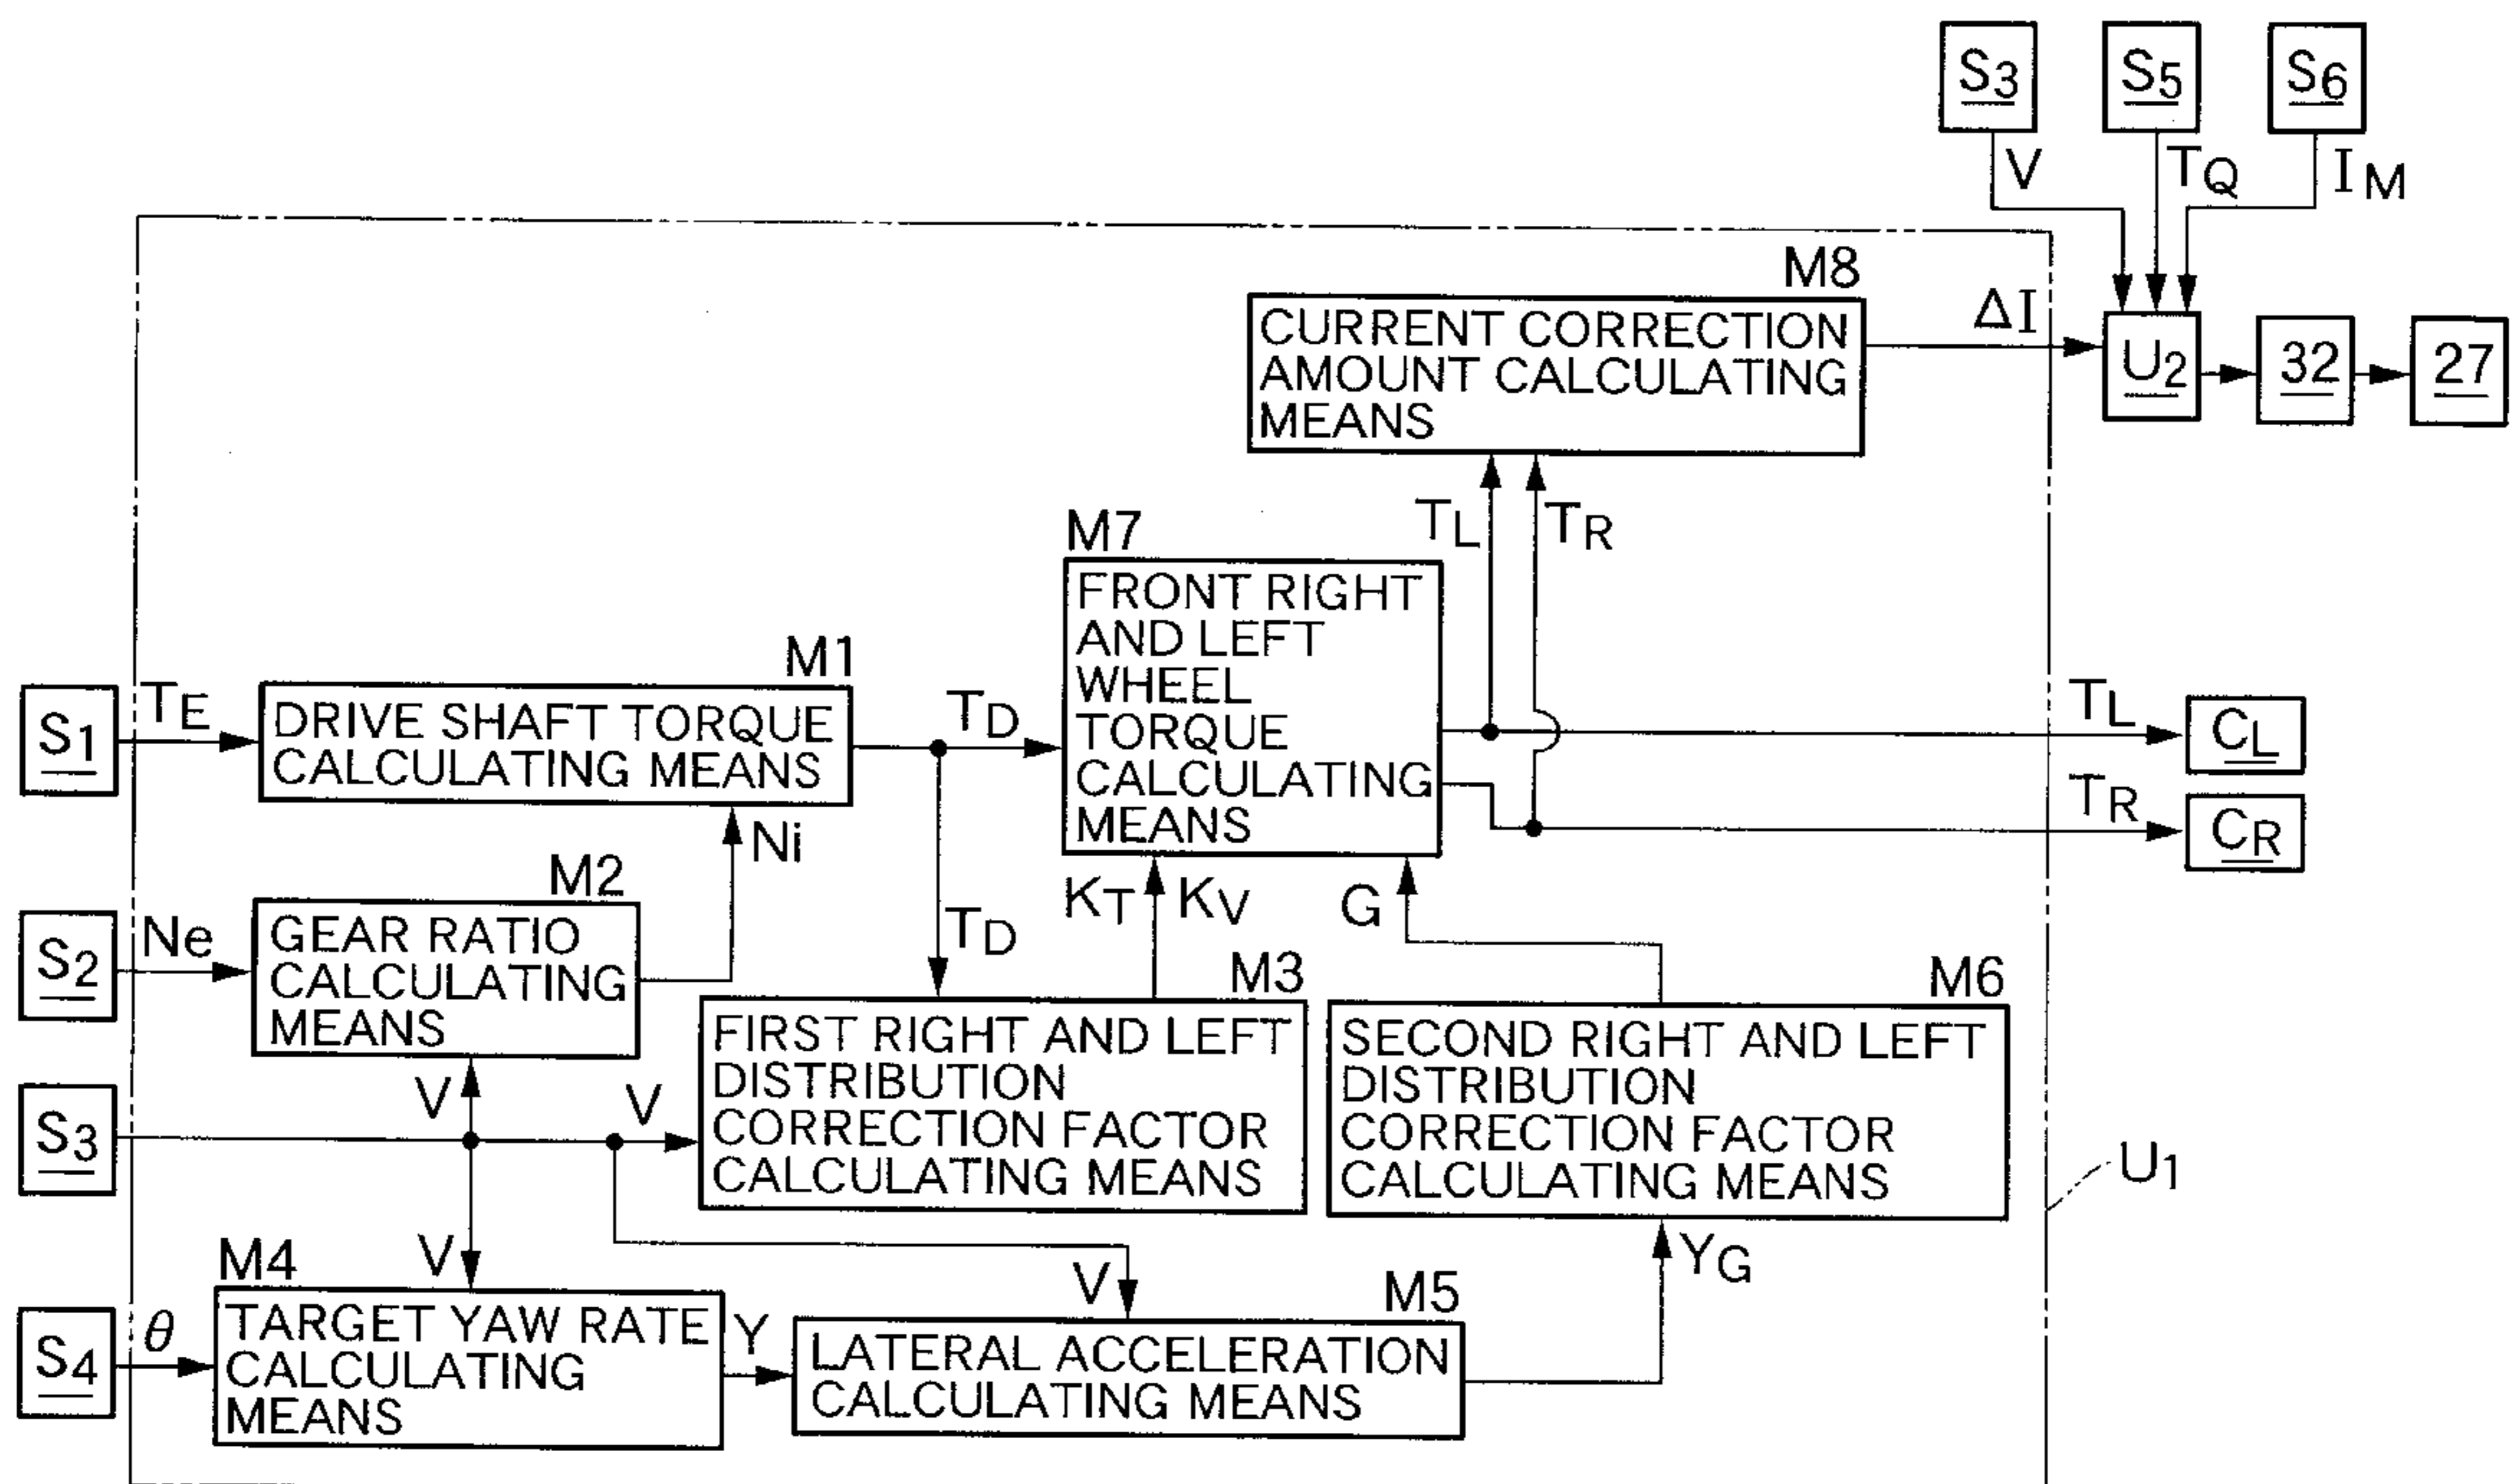 S3
S5
S6
V
TQ
IM
M8
CURRENT CORRECTION
AMOUNT CALCULATING
MEANS
ΔI
U2
32
27
TL
TR
M7
FRONT RIGHT
AND LEFT
WHEEL
TORQUE
CALCULATING
MEANS
M1
S1
TE
DRIVE SHAFT TORQUE
CALCULATING MEANS
TD
TL
CL
TR
CR
Ni
M2
S2
Ne
GEAR RATIO
CALCULATING
MEANS
TD
KT
KV
G
M3
FIRST RIGHT AND LEFT
DISTRIBUTION
CORRECTION FACTOR
CALCULATING MEANS
M6
SECOND RIGHT AND LEFT
DISTRIBUTION
CORRECTION FACTOR
CALCULATING MEANS
S3
V
V
U1
V
M4
S4
θ
TARGET YAW RATE
CALCULATING
MEANS
Y
V
M5
LATERAL ACCELERATION
CALCULATING MEANS
YG